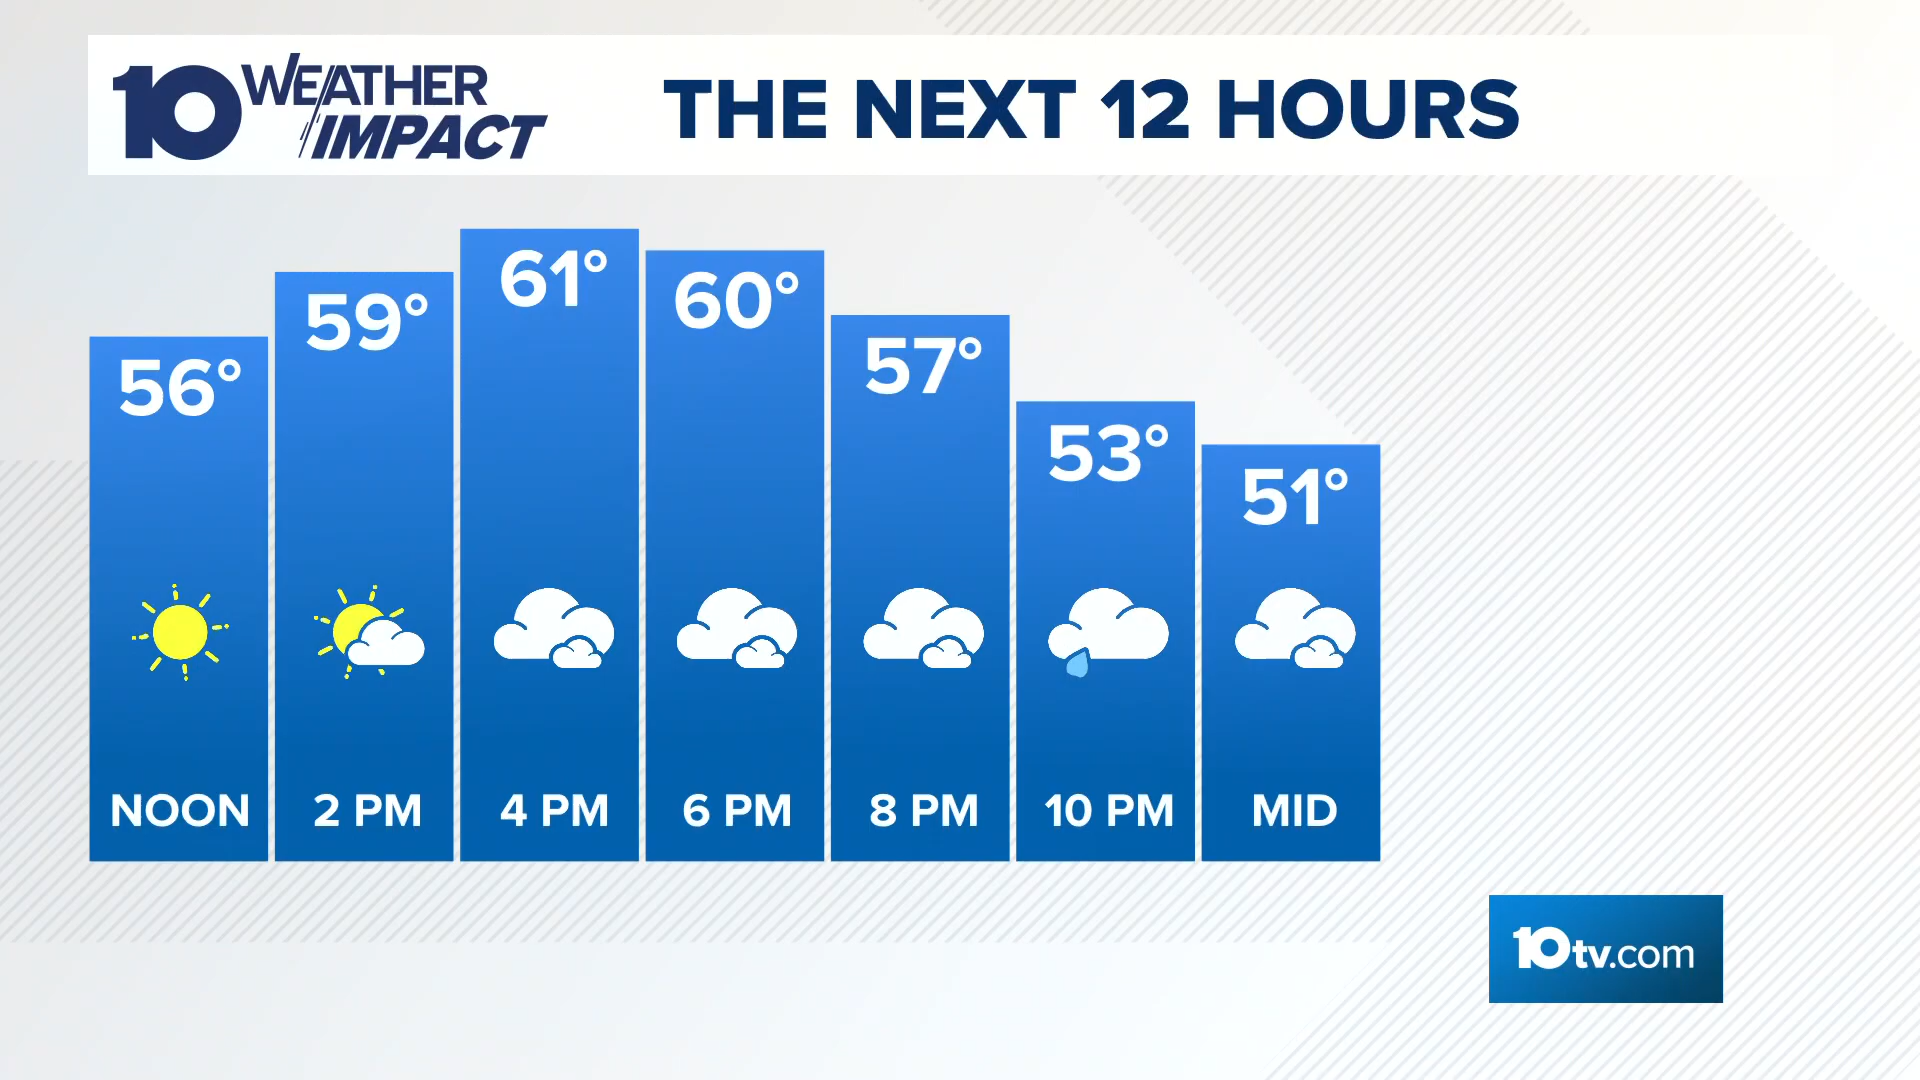 10 WEATHER IMPACT
THE NEXT 12 HOURS
56° 59° 61° 60° 57° 53° 51°
NOON 2 PM 4 PM 6 PM 8 PM 10 PM MID
10tv.com